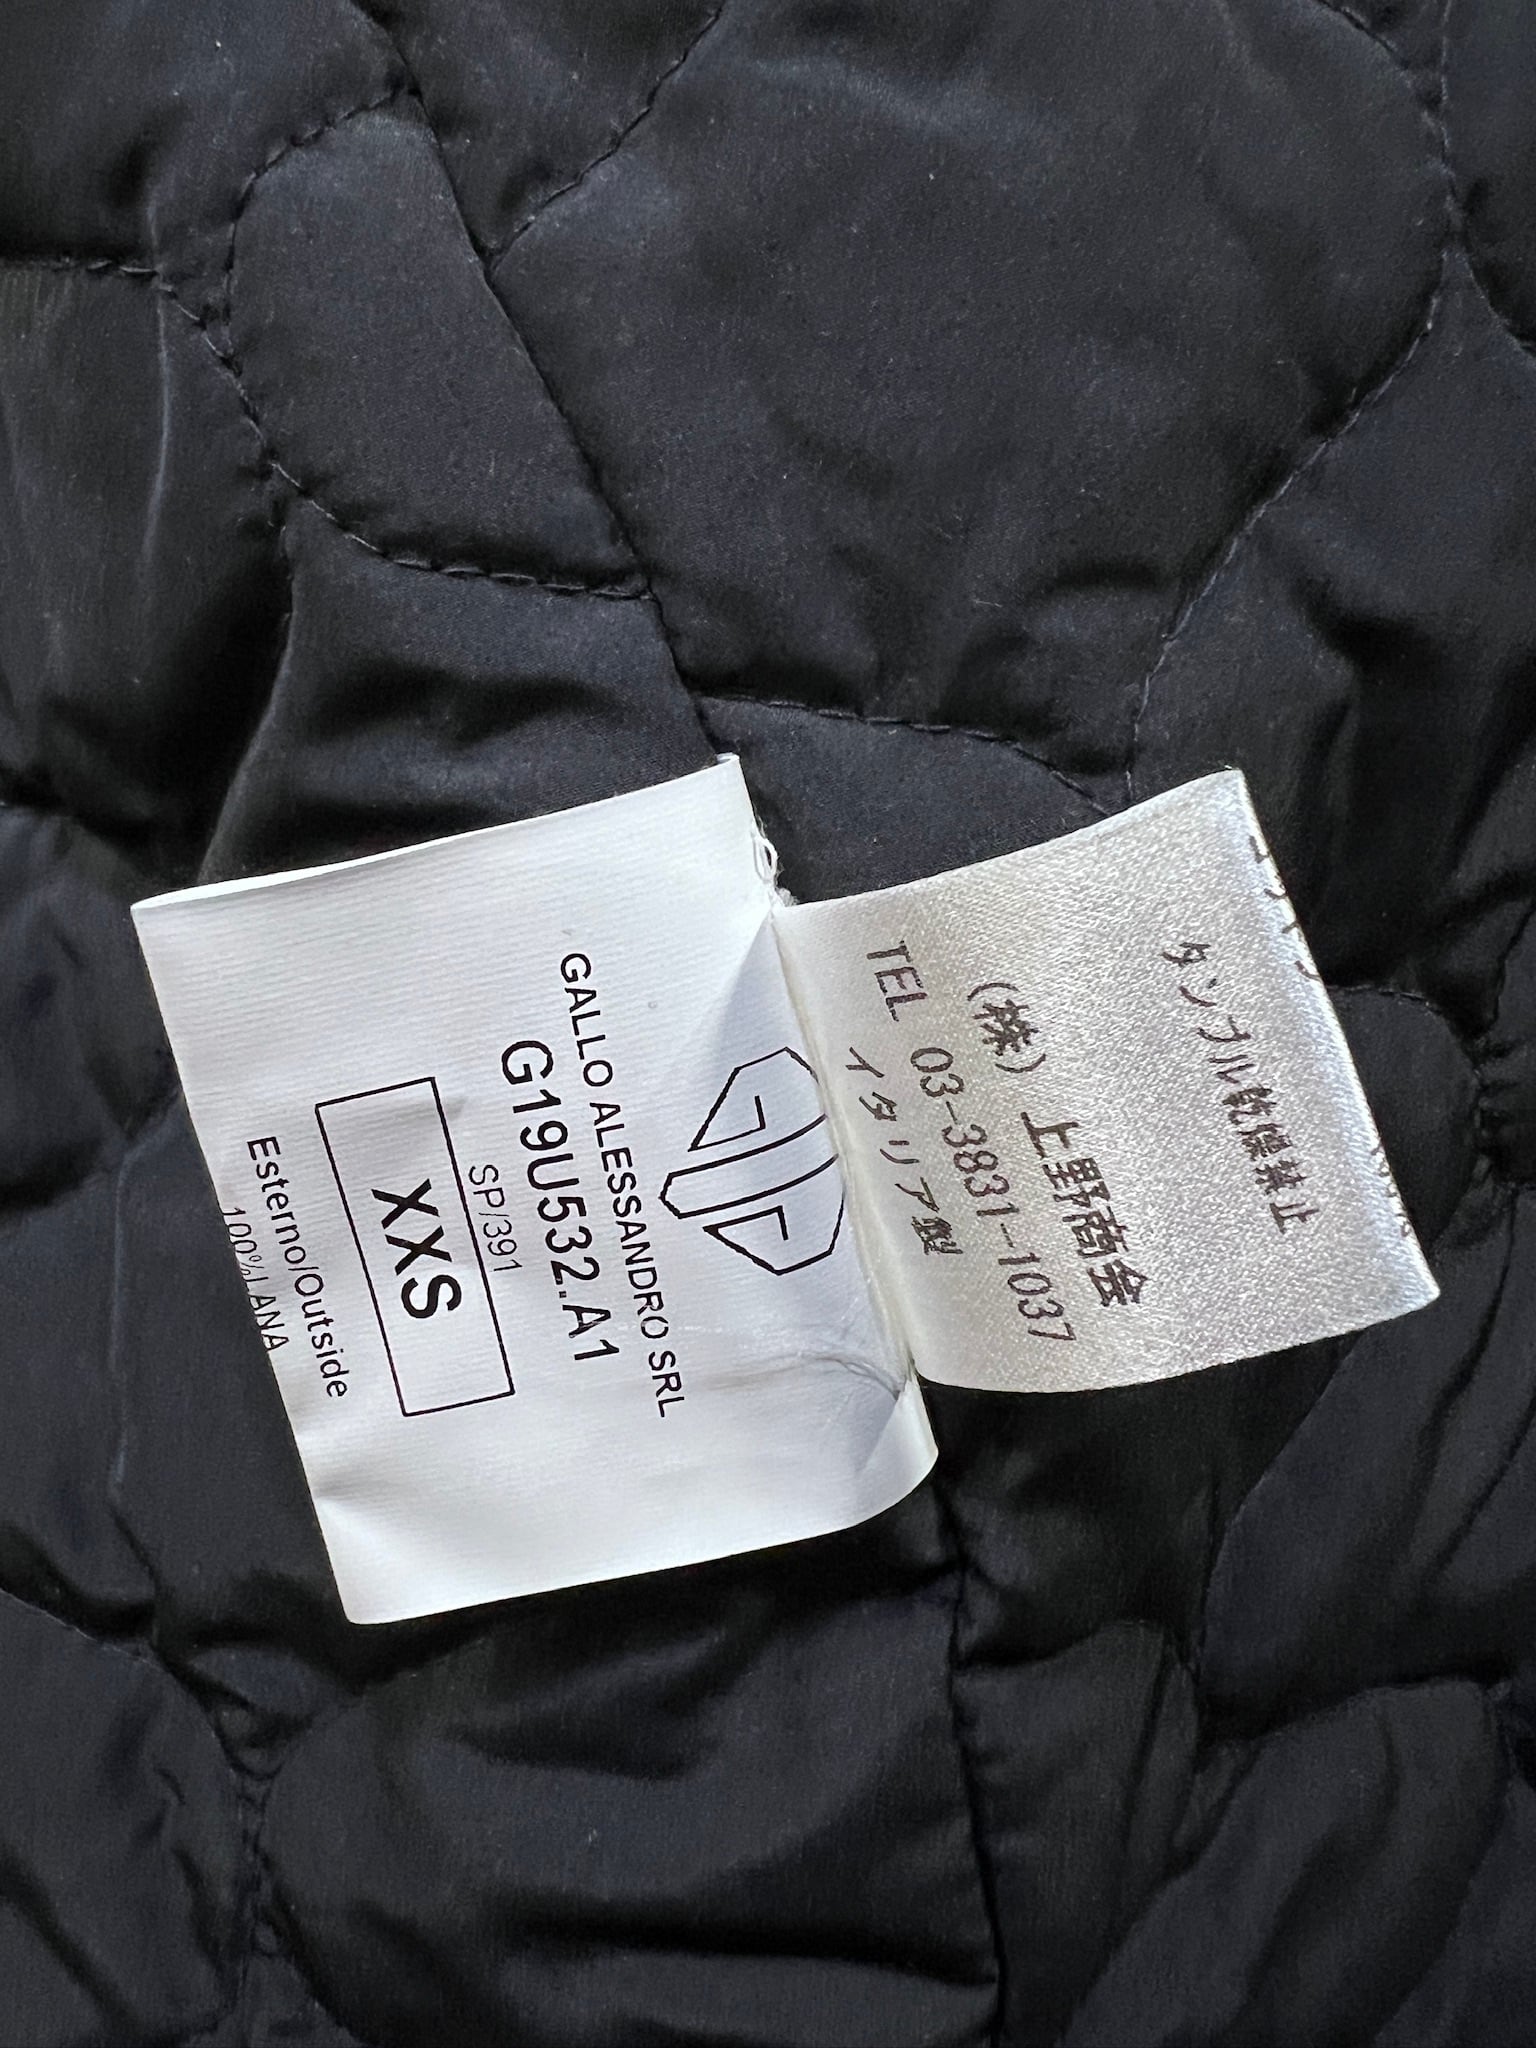 GALLO ALESSANDRO SRL
G19U532.A1
SP/391
XXS
Esterno/Outside
100%LANA
タンブル乾燥禁止
(株) 上野商会
TEL 03-3831-1037
イタリア製